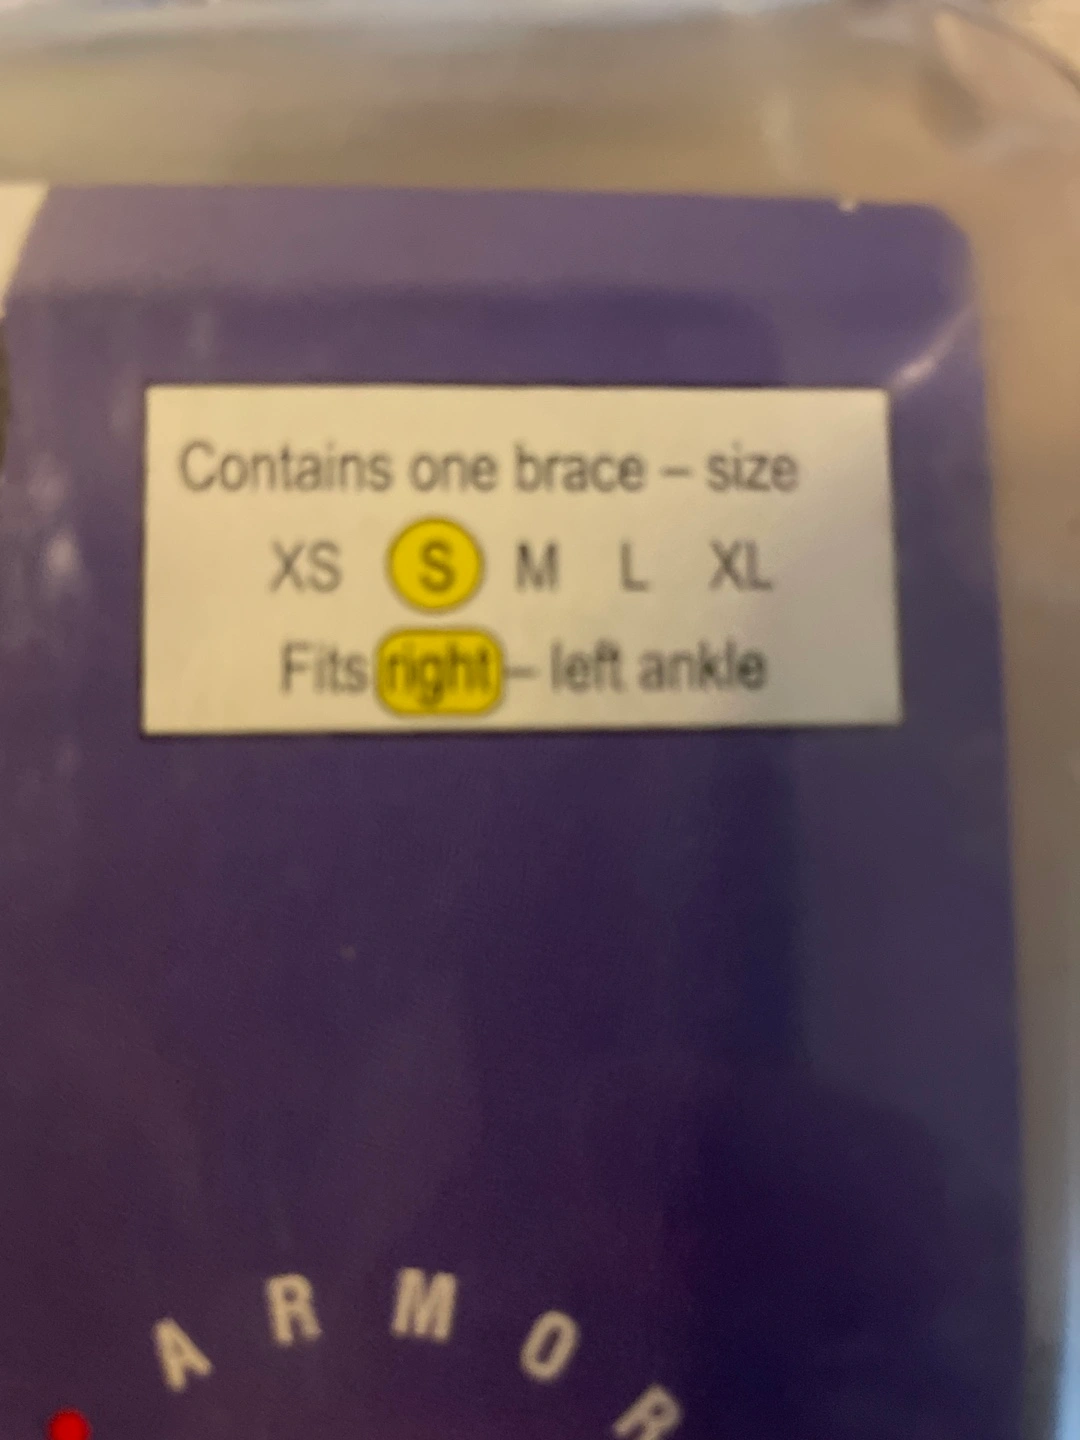 Contains one brace – size
XS S M L XL
Fits right – left ankle
ARMOR